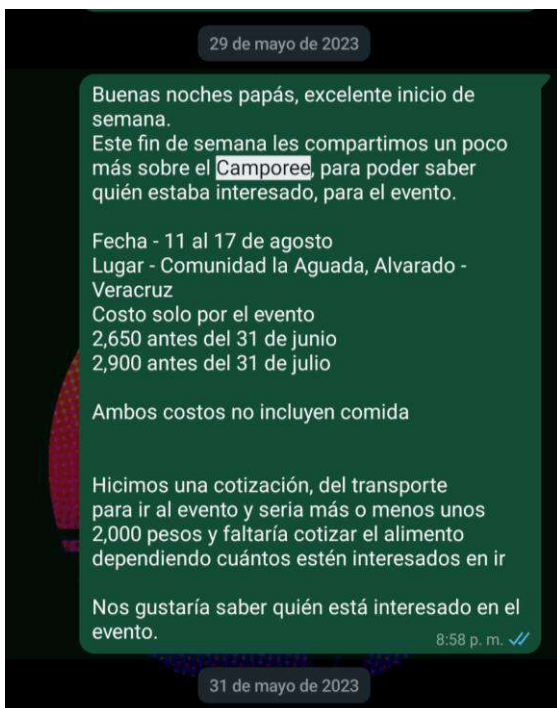 29 de mayo de 2023
Buenas noches papás, excelente inicio de
semana.
Este fin de semana les compartimos un poco
más sobre el Camporee, para poder saber
quién estaba interesado, para el evento.
Fecha - 11 al 17 de agosto
Lugar - Comunidad la Aguada, Alvarado -
Veracruz
Costo solo por el evento
2,650 antes del 31 de junio
2,900 antes del 31 de julio
Ambos costos no incluyen comida
Hicimos una cotización, del transporte
para ir al evento y seria más o menos unos
2,000 pesos y faltaría cotizar el alimento
dependiendo cuántos estén interesados en ir
Nos gustaría saber quién está interesado en el
evento.
8:58 p. m.
31 de mayo de 2023